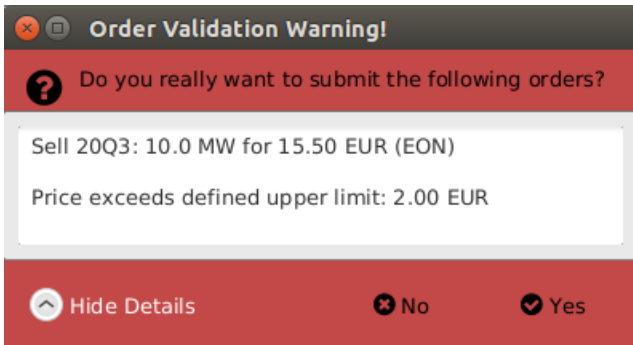 Order Validation Warning!
Do you really want to submit the following orders?
Sell 20Q3: 10.0 MW for 15.50 EUR (EON)
Price exceeds defined upper limit: 2.00 EUR
Hide Details
No
Yes